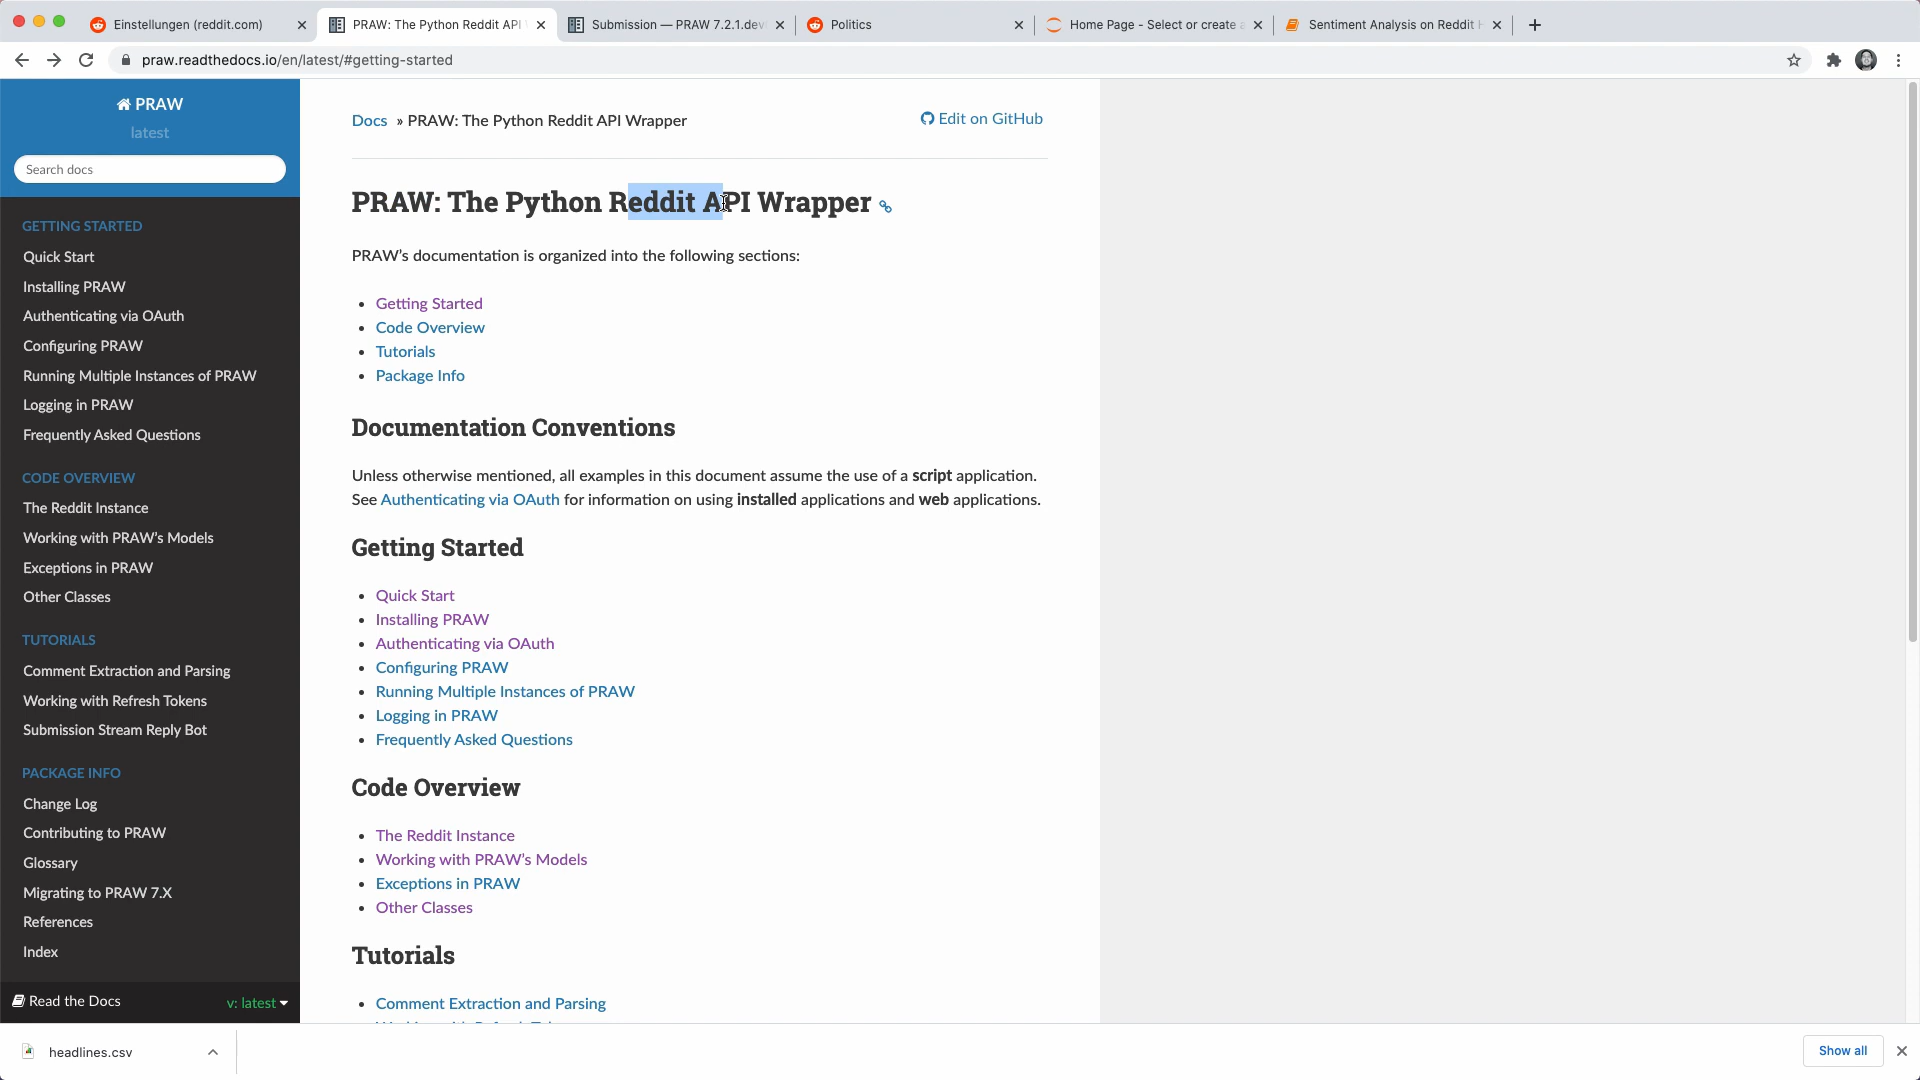 Einstellungen (reddit.com)
PRAW: The Python Reddit API
Submission — PRAW 7.2.1.dev
Politics
Home Page - Select or create a
Sentiment Analysis on Reddit
praw.readthedocs.io/en/latest/#getting-started
PRAW
latest
Search docs
GETTING STARTED
Quick Start
Installing PRAW
Authenticating via OAuth
Configuring PRAW
Running Multiple Instances of PRAW
Logging in PRAW
Frequently Asked Questions
CODE OVERVIEW
The Reddit Instance
Working with PRAW's Models
Exceptions in PRAW
Other Classes
TUTORIALS
Comment Extraction and Parsing
Working with Refresh Tokens
Submission Stream Reply Bot
PACKAGE INFO
Change Log
Contributing to PRAW
Glossary
Migrating to PRAW 7.X
References
Index
Read the Docs
v: latest
Docs » PRAW: The Python Reddit API Wrapper
Edit on GitHub
PRAW: The Python Reddit API Wrapper
PRAW's documentation is organized into the following sections:
• Getting Started
• Code Overview
• Tutorials
• Package Info
Documentation Conventions
Unless otherwise mentioned, all examples in this document assume the use of a script application.
See Authenticating via OAuth for information on using installed applications and web applications.
Getting Started
• Quick Start
• Installing PRAW
• Authenticating via OAuth
• Configuring PRAW
• Running Multiple Instances of PRAW
• Logging in PRAW
• Frequently Asked Questions
Code Overview
• The Reddit Instance
• Working with PRAW's Models
• Exceptions in PRAW
• Other Classes
Tutorials
• Comment Extraction and Parsing
headlines.csv
Show all